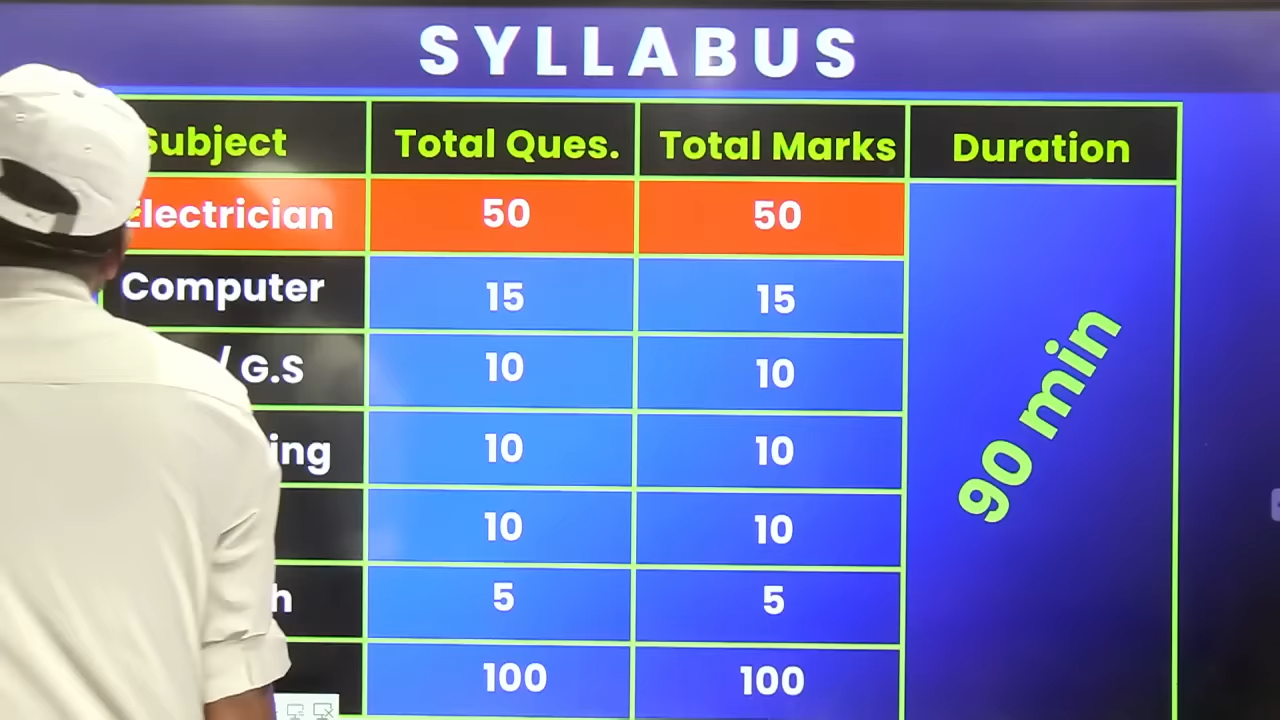 SYLLABUS
Subject Total Ques. Total Marks Duration
Electrician 50 50
Computer 15 15
/ G.S 10 10
10 10
10 10
5 5
100 100
90 min